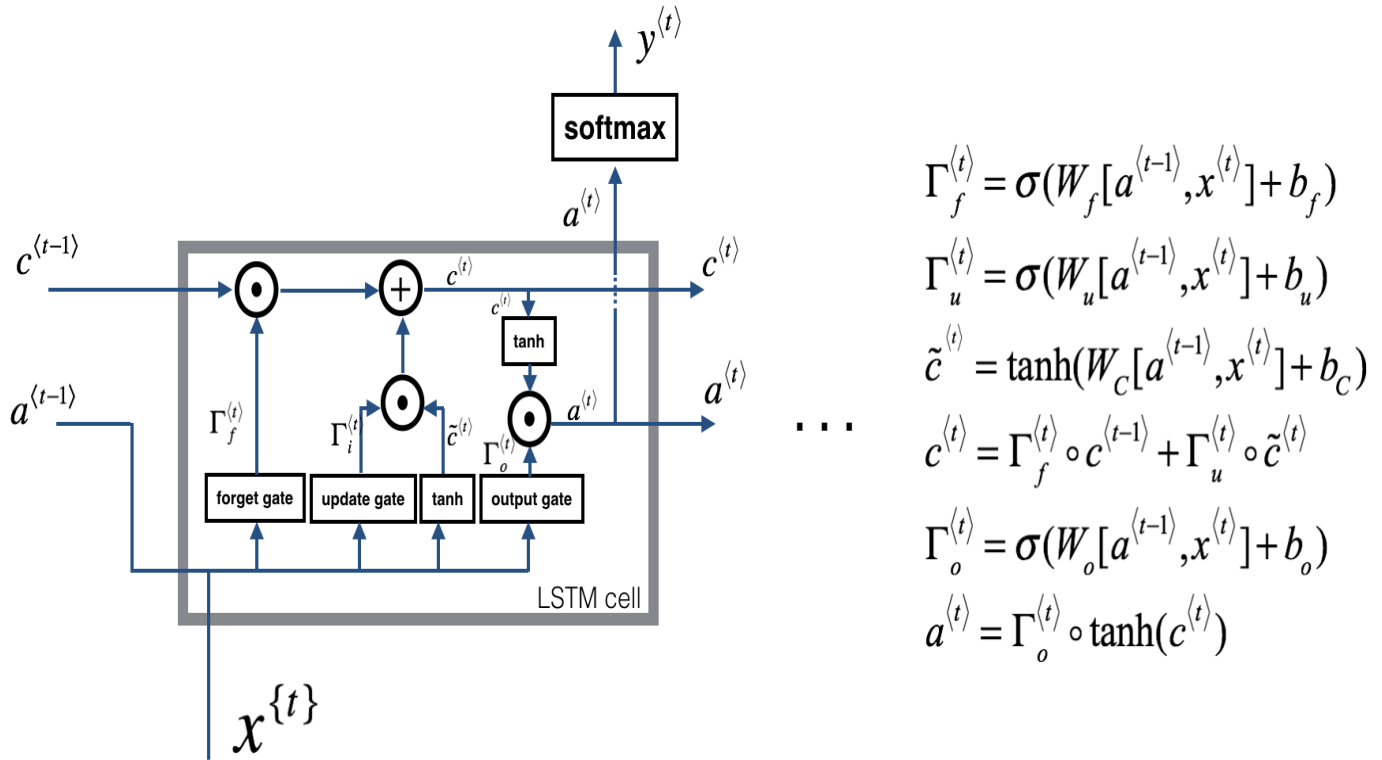 y⟨t⟩
softmax
a⟨t⟩
c⟨t−1⟩
c⟨t⟩
c⟨t⟩
c⟨t⟩
+
tanh
a⟨t−1⟩
a⟨t⟩
a⟨t⟩
Γf⟨t⟩
Γi⟨t⟩
c̃⟨t⟩
Γo⟨t⟩
forget gate
update gate
tanh
output gate
LSTM cell
x{t}
...
Γf⟨t⟩ = σ(Wf[a⟨t−1⟩,x⟨t⟩]+bf)
Γu⟨t⟩ = σ(Wu[a⟨t−1⟩,x⟨t⟩]+bu)
c̃⟨t⟩ = tanh(WC[a⟨t−1⟩,x⟨t⟩]+bC)
c⟨t⟩ = Γf⟨t⟩∘c⟨t−1⟩+Γu⟨t⟩∘c̃⟨t⟩
Γo⟨t⟩ = σ(Wo[a⟨t−1⟩,x⟨t⟩]+bo)
a⟨t⟩ = Γo⟨t⟩∘tanh(c⟨t⟩)